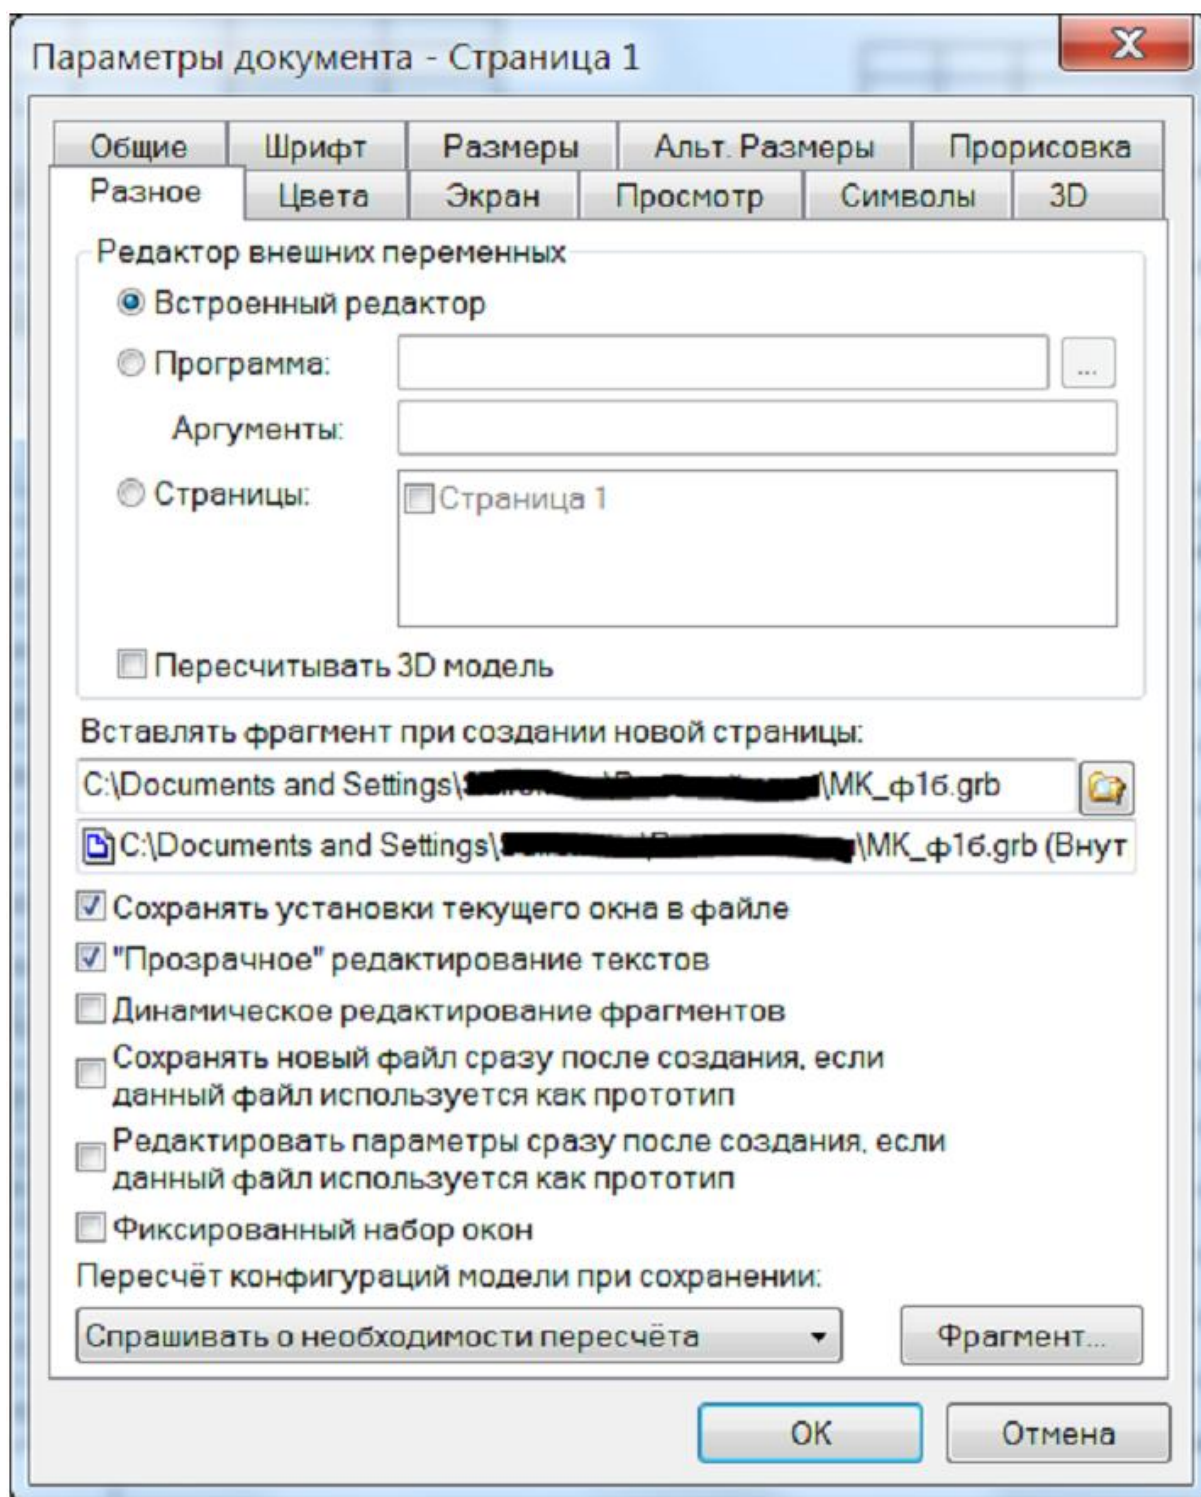 Параметры документа - Страница 1
X
Общие Шрифт Размеры Альт. Размеры Прорисовка
Разное Цвета Экран Просмотр Символы 3D
Редактор внешних переменных
Встроенный редактор
Программа: ...
Аргументы:
Страницы: Страница 1
Пересчитывать 3D модель
Вставлять фрагмент при создании новой страницы:
C:\Documents and Settings\ \МК_ф1б.grb
C:\Documents and Settings\ \МК_ф1б.grb (Внут
Сохранять установки текущего окна в файле
"Прозрачное" редактирование текстов
Динамическое редактирование фрагментов
Сохранять новый файл сразу после создания, если
данный файл используется как прототип
Редактировать параметры сразу после создания, если
данный файл используется как прототип
Фиксированный набор окон
Пересчёт конфигураций модели при сохранении:
Спрашивать о необходимости пересчёта Фрагмент...
ОК Отмена